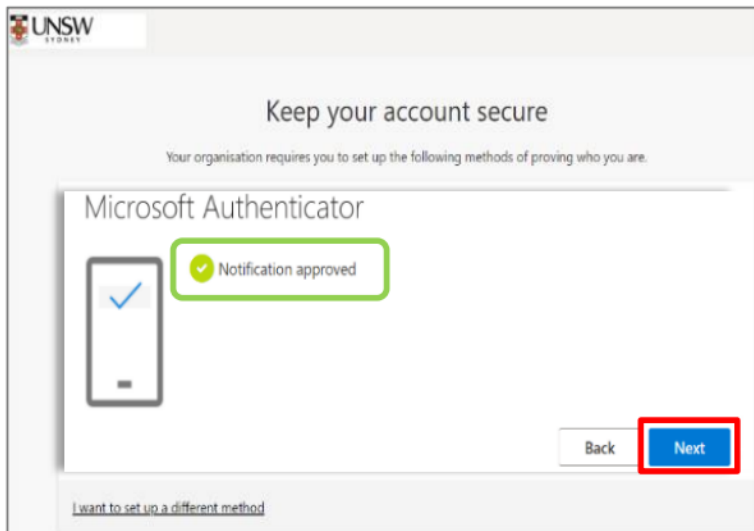 UNSW
SYDNEY
Keep your account secure
Your organisation requires you to set up the following methods of proving who you are.
Microsoft Authenticator
Notification approved
Back Next
I want to set up a different method